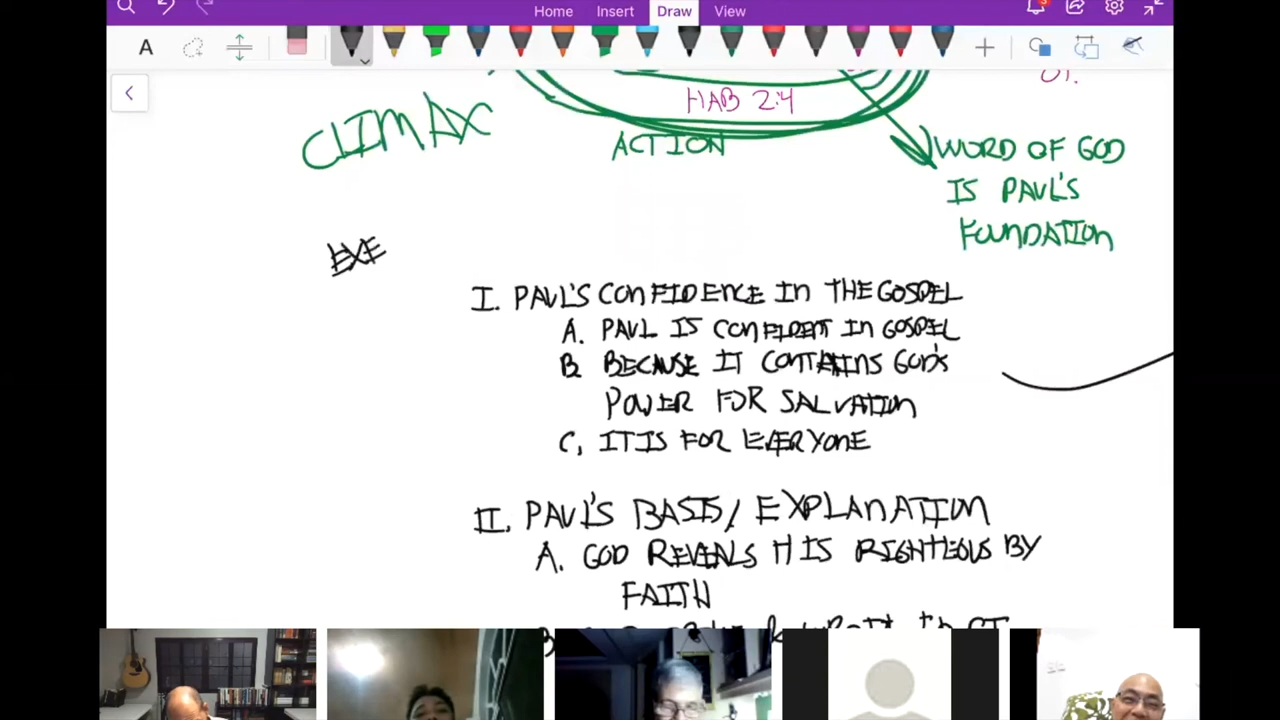 Home Insert Draw View
A
OT.
HAB 2:4
CLIMAX
ACTION
WORD OF GOD
IS PAUL'S
FOUNDATION
EXE
I. PAUL'S CONFIDENCE IN THE GOSPEL
A. PAUL IS CONFIDENT IN GOSPEL
B. BECAUSE IT CONTAINS GOD'S
POWER FOR SALVATION
C. IT IS FOR EVERYONE
II. PAUL'S BASIS/EXPLANATION
A. GOD REVEALS HIS RIGHTEOUS BY
FAITH